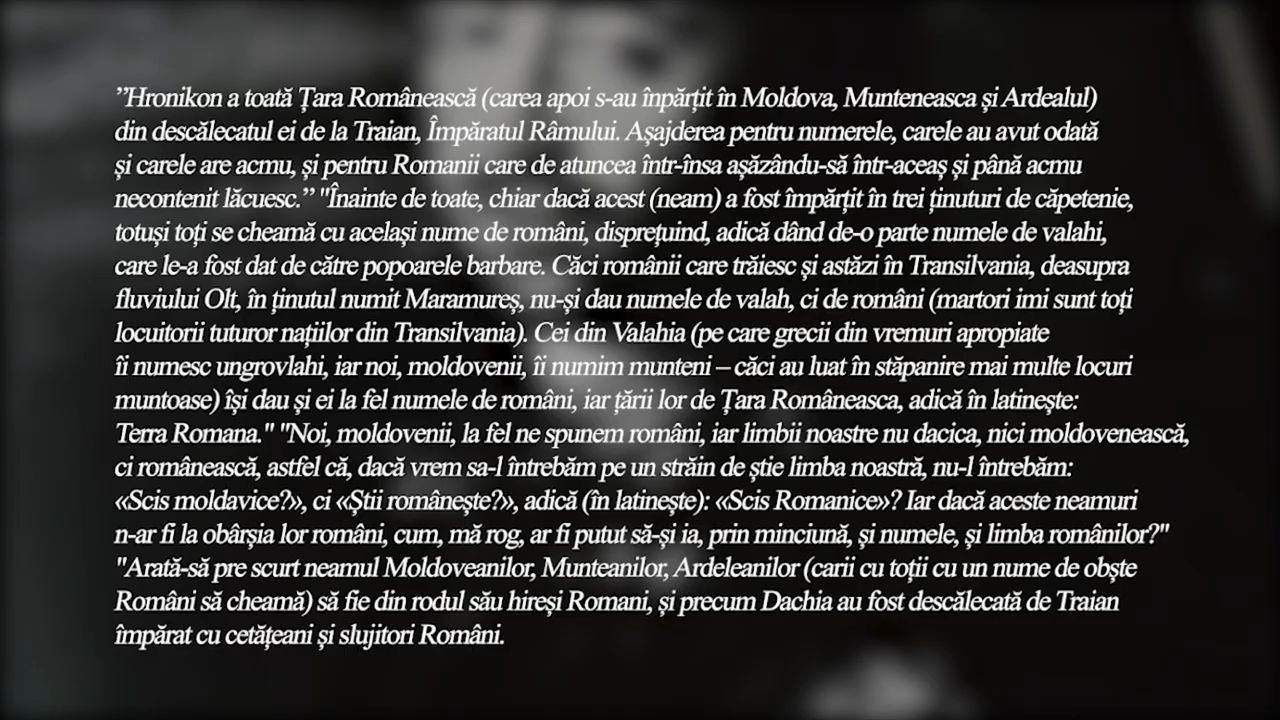 ”Hronikon a toată Țara Românească (carea apoi s-au înpărțit în Moldova, Munteneasca și Ardealul)
din descălecatul ei de la Traian, Împăratul Râmului. Așajderea pentru numerele, carele au avut odată
și carele are acmu, și pentru Romanii care de atuncea într-însa așăzându-să într-aceaș și până acmu
necontenit lăcuesc.” "Înainte de toate, chiar dacă acest (neam) a fost împărțit în trei ținuturi de căpetenie,
totuși toți se cheamă cu același nume de români, disprețuind, adică dând de-o parte numele de valahi,
care le-a fost dat de către popoarele barbare. Căci românii care trăiesc și astăzi în Transilvania, deasupra
fluviului Olt, în ținutul numit Maramureș, nu-și dau numele de valah, ci de români (martori imi sunt toți
locuitorii tuturor națiilor din Transilvania). Cei din Valahia (pe care grecii din vremuri apropiate
îi numesc ungrovlahi, iar noi, moldovenii, îi numim munteni – căci au luat în stăpanire mai multe locuri
muntoase) își dau și ei la fel numele de români, iar țării lor de Țara Româneasca, adică în latinește:
Terra Romana." "Noi, moldovenii, la fel ne spunem români, iar limbii noastre nu dacica, nici moldovenească,
ci românească, astfel că, dacă vrem sa-l întrebăm pe un străin de știe limba noastră, nu-l întrebăm:
«Scis moldavice?», ci «Știi românește?», adică (în latinește): «Scis Romanice»? Iar dacă aceste neamuri
n-ar fi la obârșia lor români, cum, mă rog, ar fi putut să-și ia, prin minciună, și numele, și limba românilor?"
"Arată-să pre scurt neamul Moldoveanilor, Munteanilor, Ardeleanilor (carii cu toții cu un nume de obște
Români să cheamă) să fie din rodul său hireși Romani, și precum Dachia au fost descălecată de Traian
împărat cu cetățeani și slujitori Români.